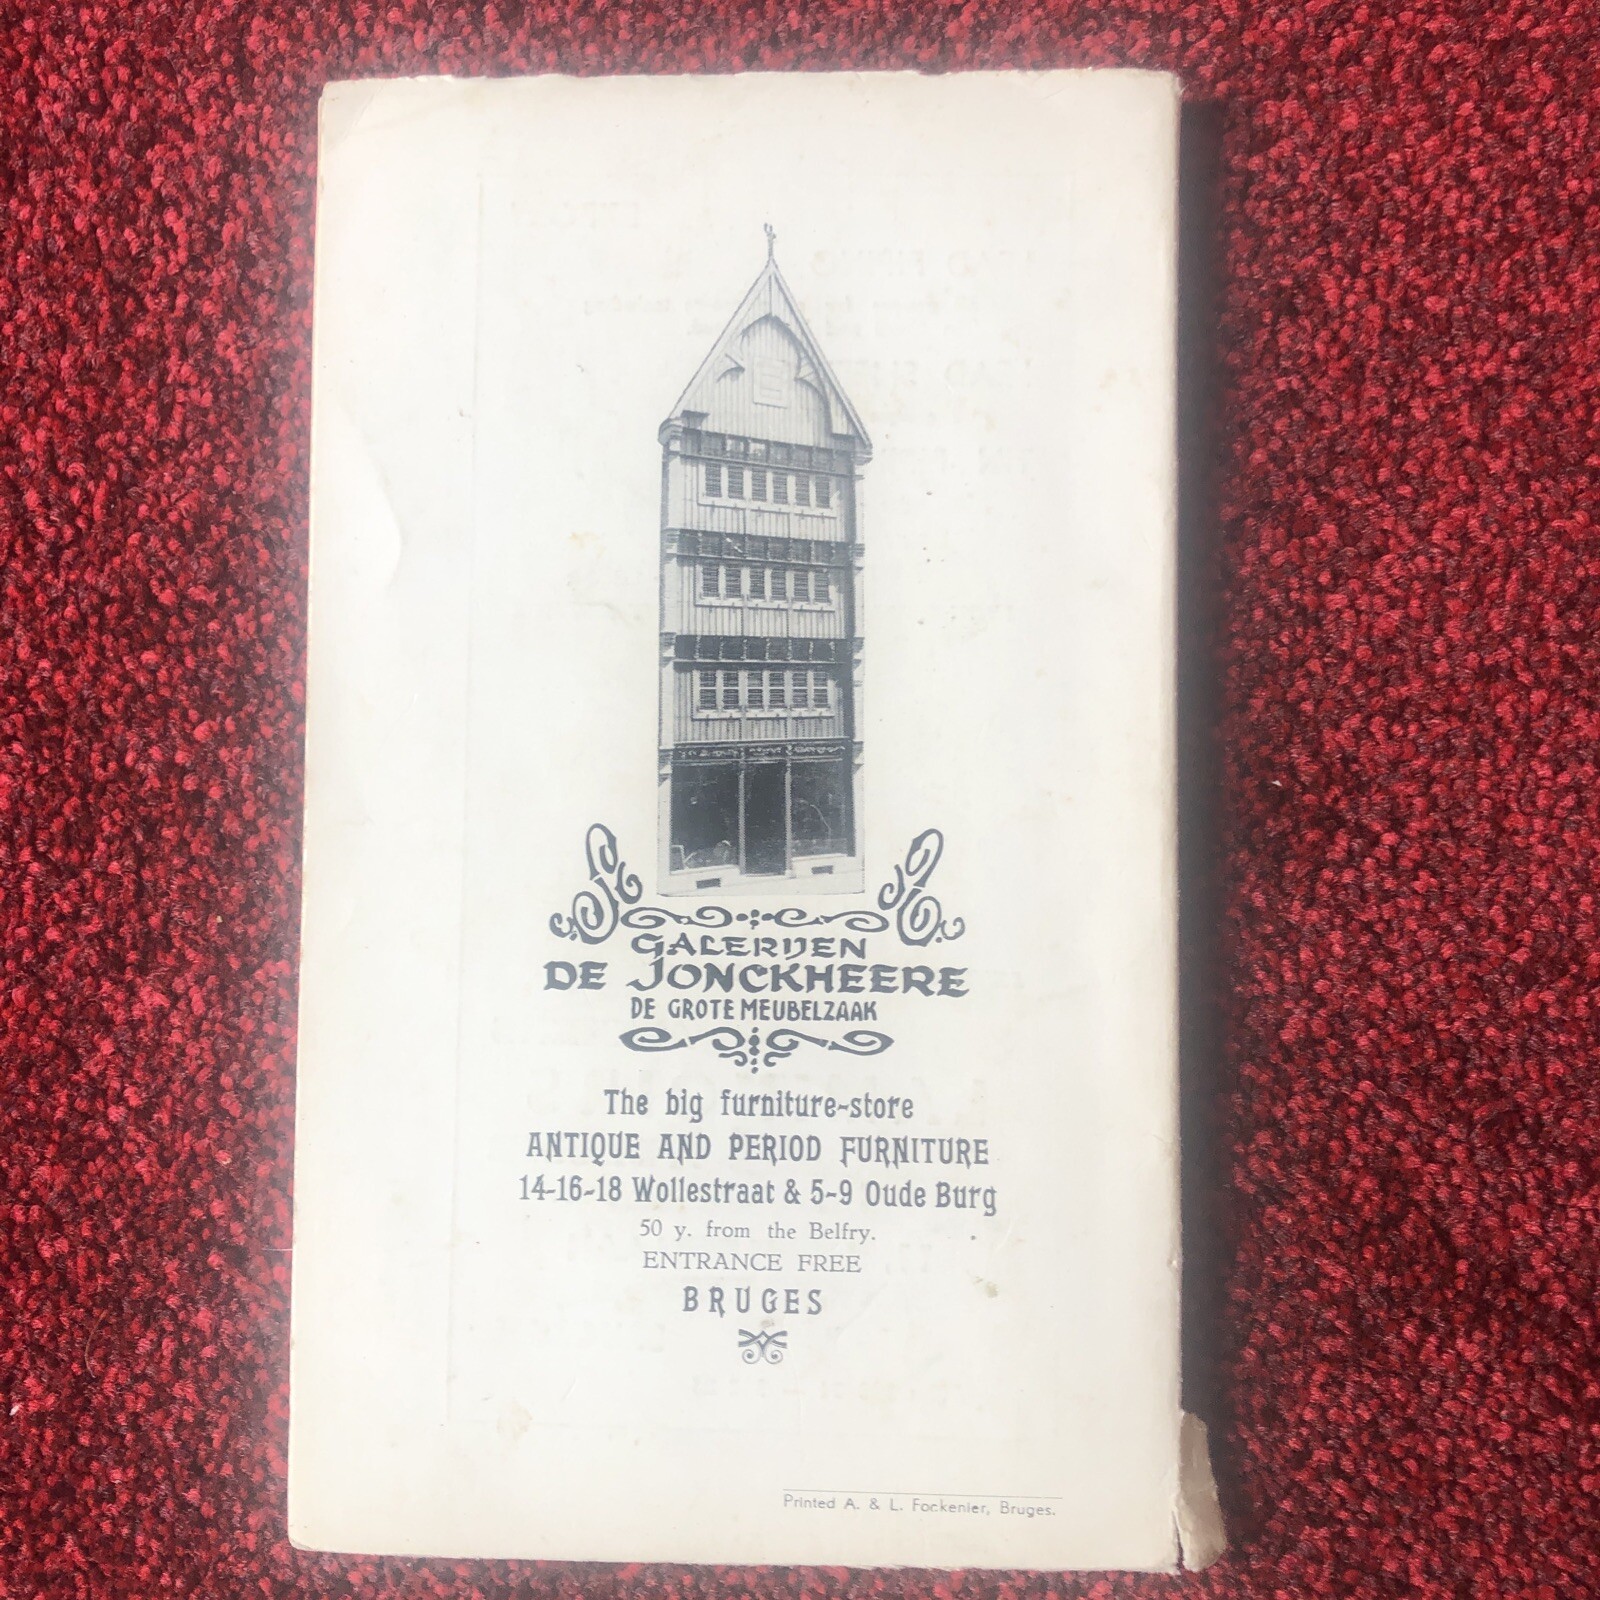 GALERIJEN
DE JONCKHEERE
DE GROTE MEUBELZAAK
The big furniture-store
ANTIQUE AND PERIOD FURNITURE
14-16-18 Wollestraat & 5-9 Oude Burg
50 y. from the Belfry.
ENTRANCE FREE
BRUGES
Printed A. & L. Fockenier, Bruges.